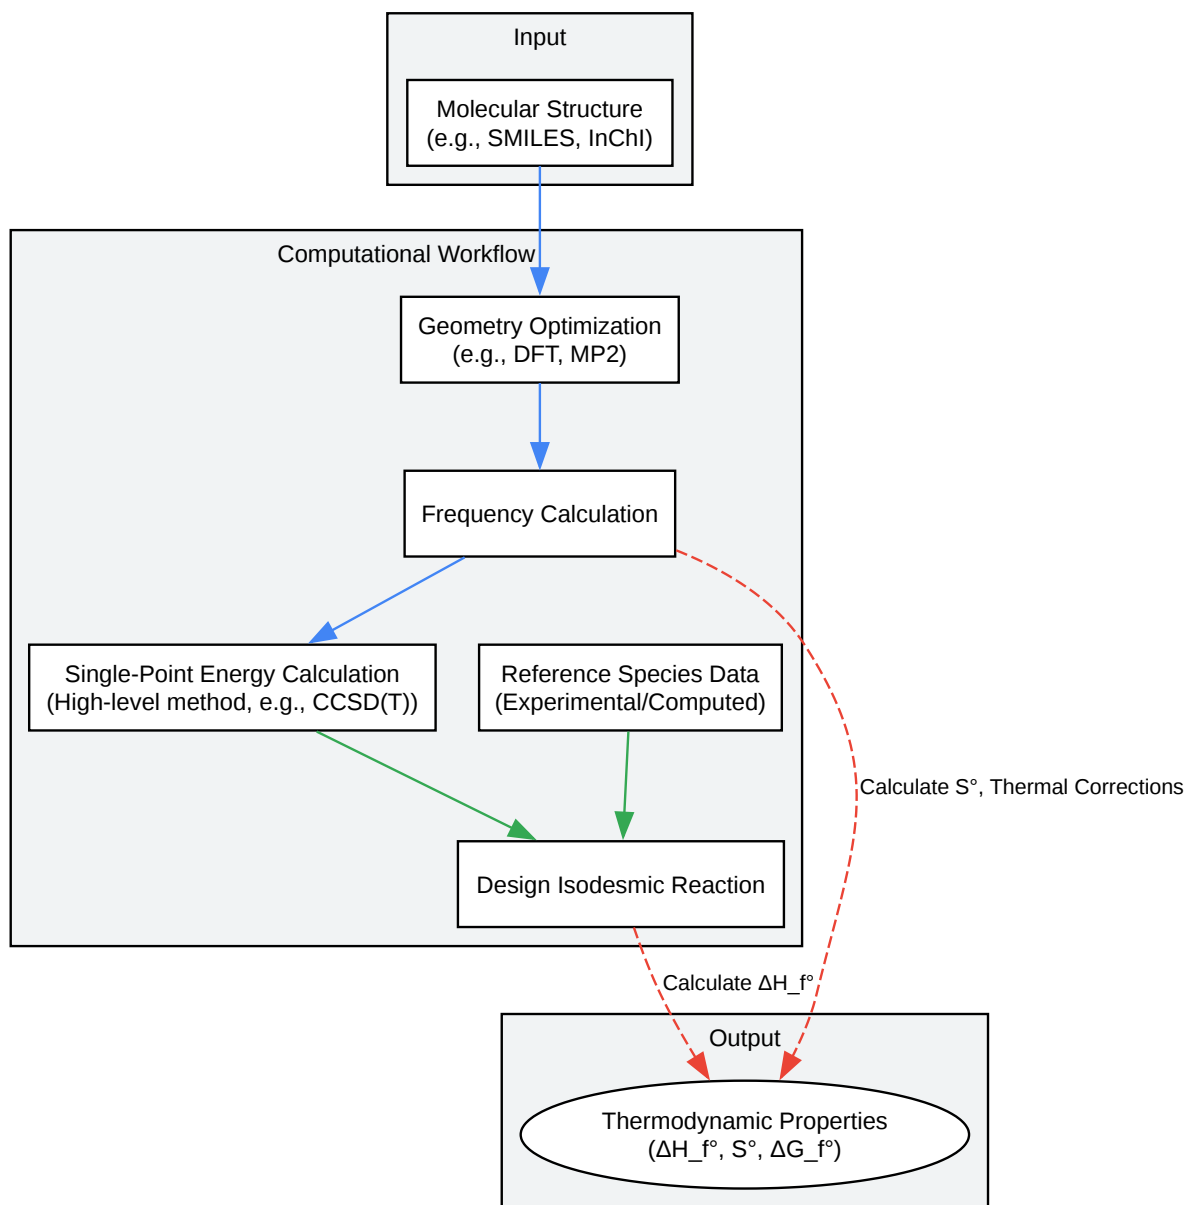 Input
Molecular Structure
(e.g., SMILES, InChI)
Computational Workflow
Geometry Optimization
(e.g., DFT, MP2)
Frequency Calculation
Single-Point Energy Calculation
(High-level method, e.g., CCSD(T))
Reference Species Data
(Experimental/Computed)
Calculate S°, Thermal Corrections
Design Isodesmic Reaction
Calculate ΔH_f°
Output
Thermodynamic Properties
(ΔH_f°, S°, ΔG_f°)